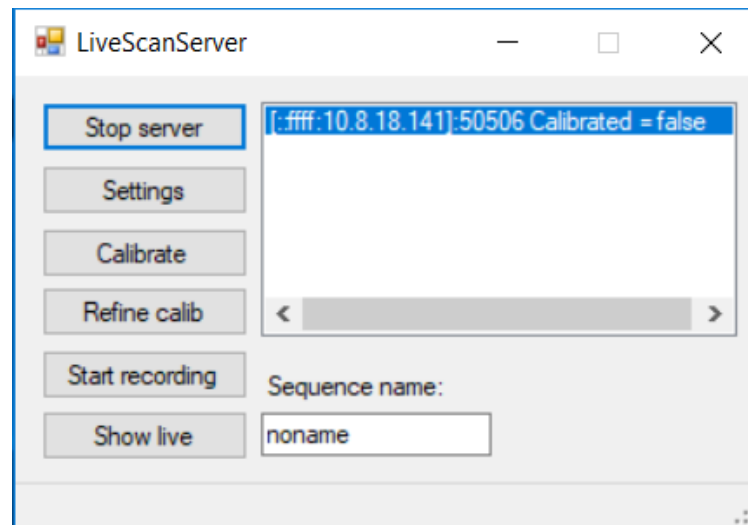 LiveScanServer
Stop server
[::ffff:10.8.18.141]:50506 Calibrated = false
Settings
Calibrate
Refine calib
Start recording
Sequence name:
Show live
noname